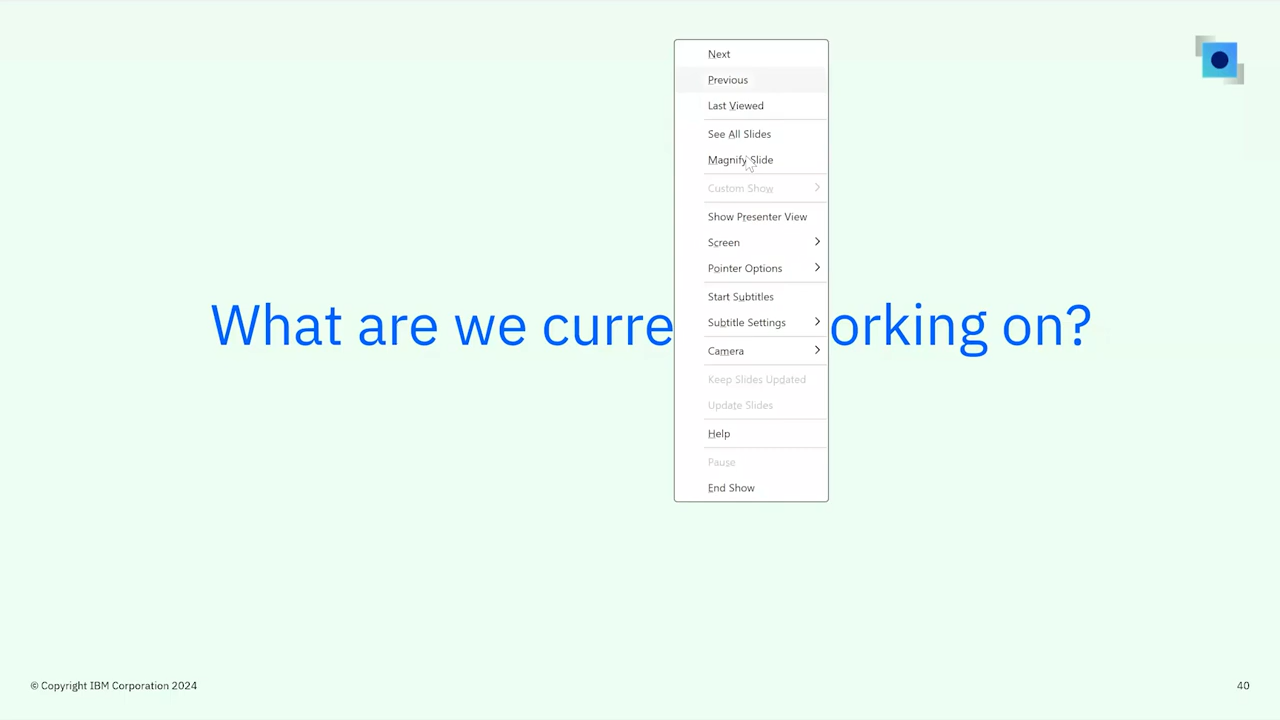 Next
Previous
Last Viewed
See All Slides
Magnify Slide
Custom Show
Show Presenter View
Screen
Pointer Options
Start Subtitles
Subtitle Settings
What are we curre orking on?
Camera
Keep Slides Updated
Update Slides
Help
Pause
End Show
© Copyright IBM Corporation 2024
40